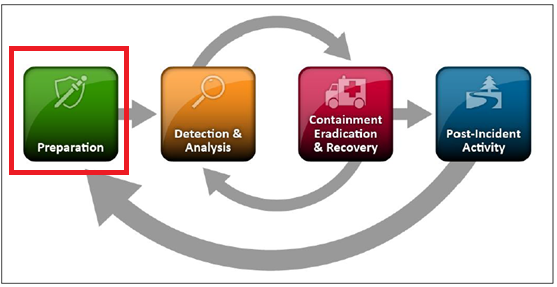 Preparation
Detection &
Analysis
Containment
Eradication
& Recovery
Post-Incident
Activity